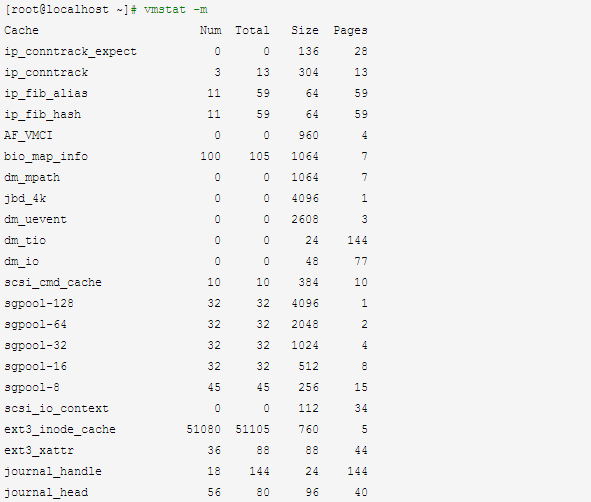 [root@localhost ~]# vmstat -m
Cache Num Total Size Pages
ip_conntrack_expect 0 0 136 28
ip_conntrack 3 13 304 13
ip_fib_alias 11 59 64 59
ip_fib_hash 11 59 64 59
AF_VMCI 0 0 960 4
bio_map_info 100 105 1064 7
dm_mpath 0 0 1064 7
jbd_4k 0 0 4096 1
dm_uevent 0 0 2608 3
dm_tio 0 0 24 144
dm_io 0 0 48 77
scsi_cmd_cache 10 10 384 10
sgpool-128 32 32 4096 1
sgpool-64 32 32 2048 2
sgpool-32 32 32 1024 4
sgpool-16 32 32 512 8
sgpool-8 45 45 256 15
scsi_io_context 0 0 112 34
ext3_inode_cache 51080 51105 760 5
ext3_xattr 36 88 88 44
journal_handle 18 144 24 144
journal_head 56 80 96 40